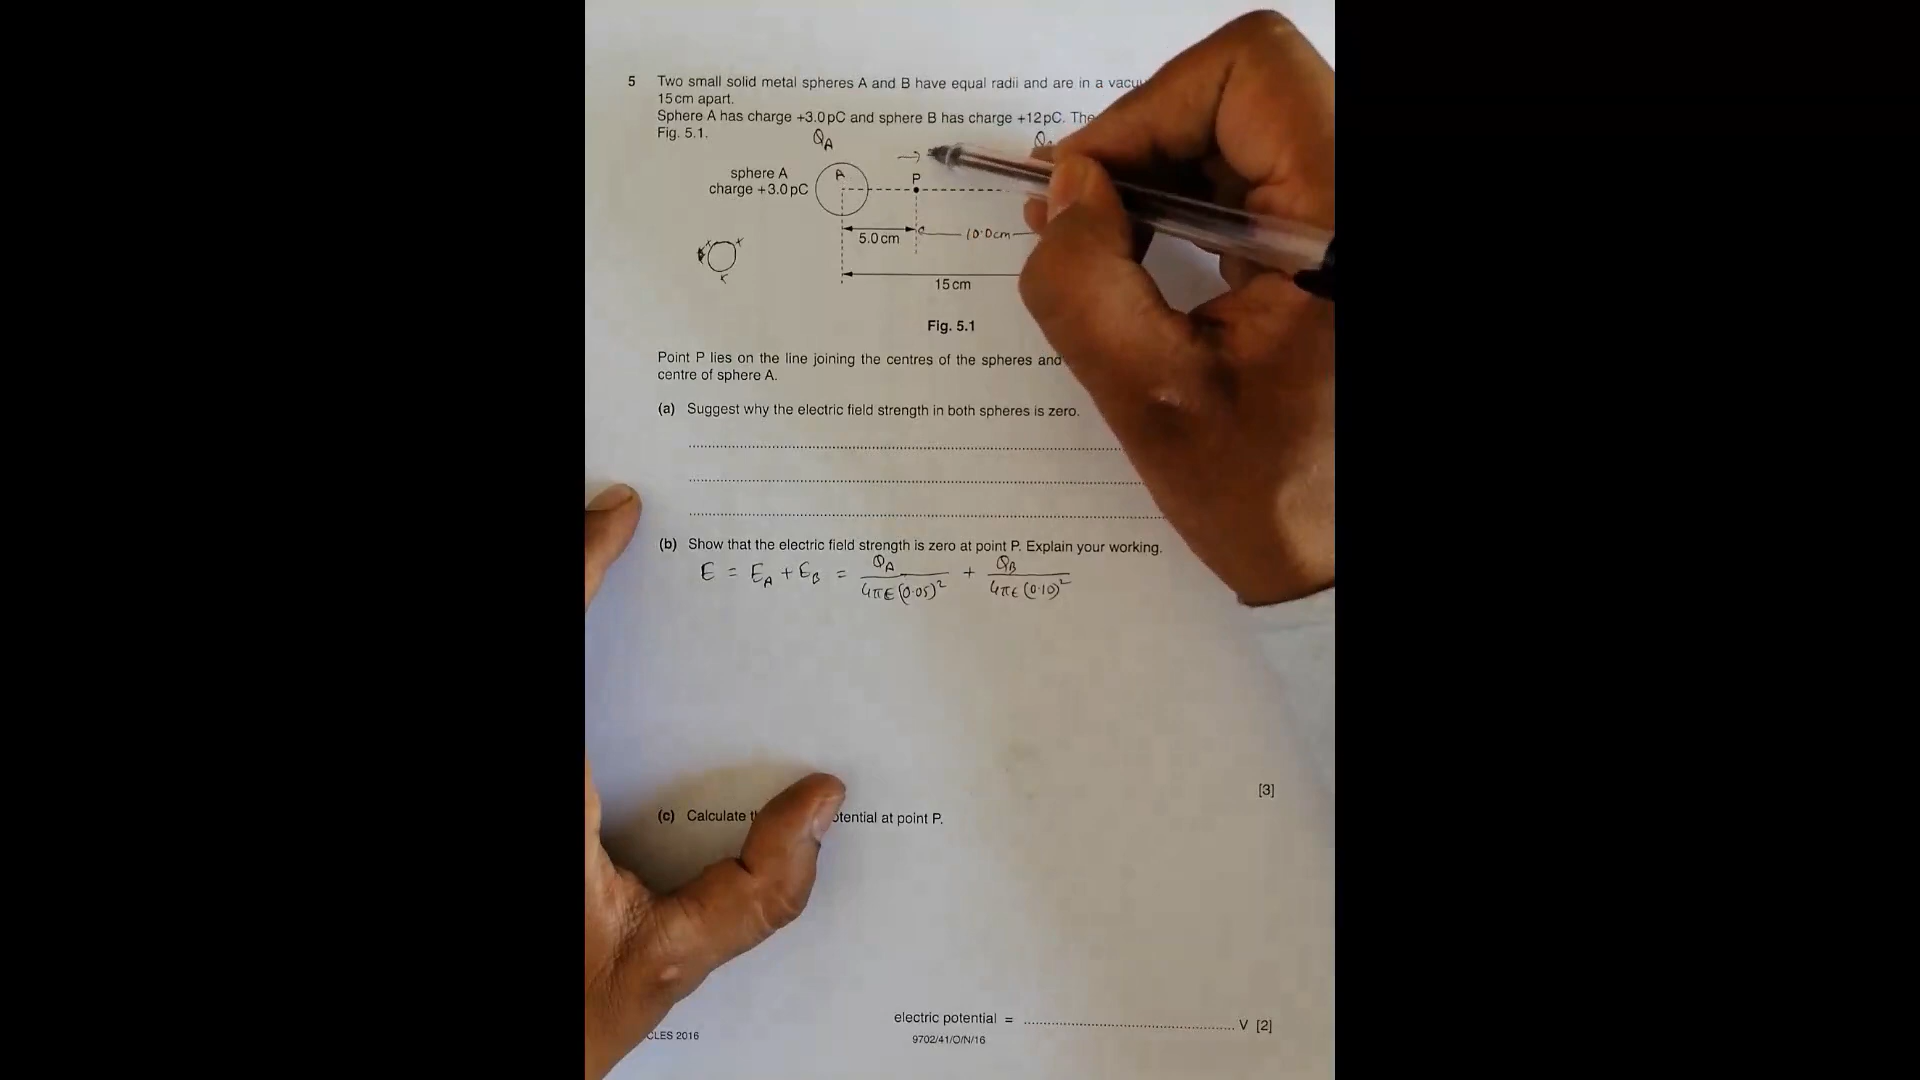 5 Two small solid metal spheres A and B have equal radii and are in a
15 cm apart.
Sphere A has charge +3.0 pC and sphere B has charge +12 pC. The
Fig. 5.1.
Q_A
sphere A
charge +3.0 pC
A
P
5.0 cm
10.0cm
15 cm
Fig. 5.1
Point P lies on the line joining the centres of the spheres and
centre of sphere A.
(a) Suggest why the electric field strength in both spheres is zero.
(b) Show that the electric field strength is zero at point P. Explain your working.
E = E_A + E_B = Q_A / 4πε(0.05)² + Q_B / 4πε(0.10)²
[3]
(c) Calculate potential at point P.
electric potential = .......... V [2]
CLES 2016
9702/41/O/N/16